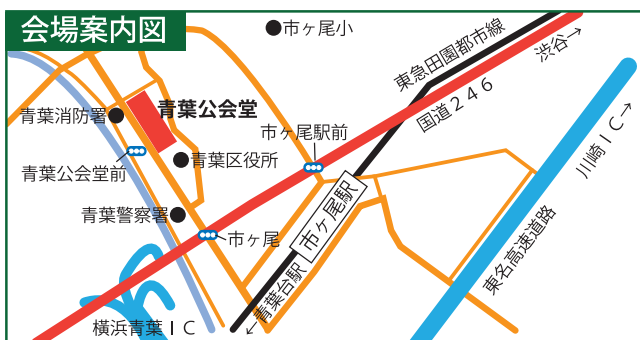 会場案内図
市ヶ尾小
東急田園都市線
渋谷→
国道２４６
青葉公会堂
青葉消防署
市ヶ尾駅前
川崎ＩＣ→
青葉公会堂前
青葉区役所
青葉警察署
市ヶ尾
市ヶ尾駅
←青葉台駅
東名高速道路
横浜青葉ＩＣ